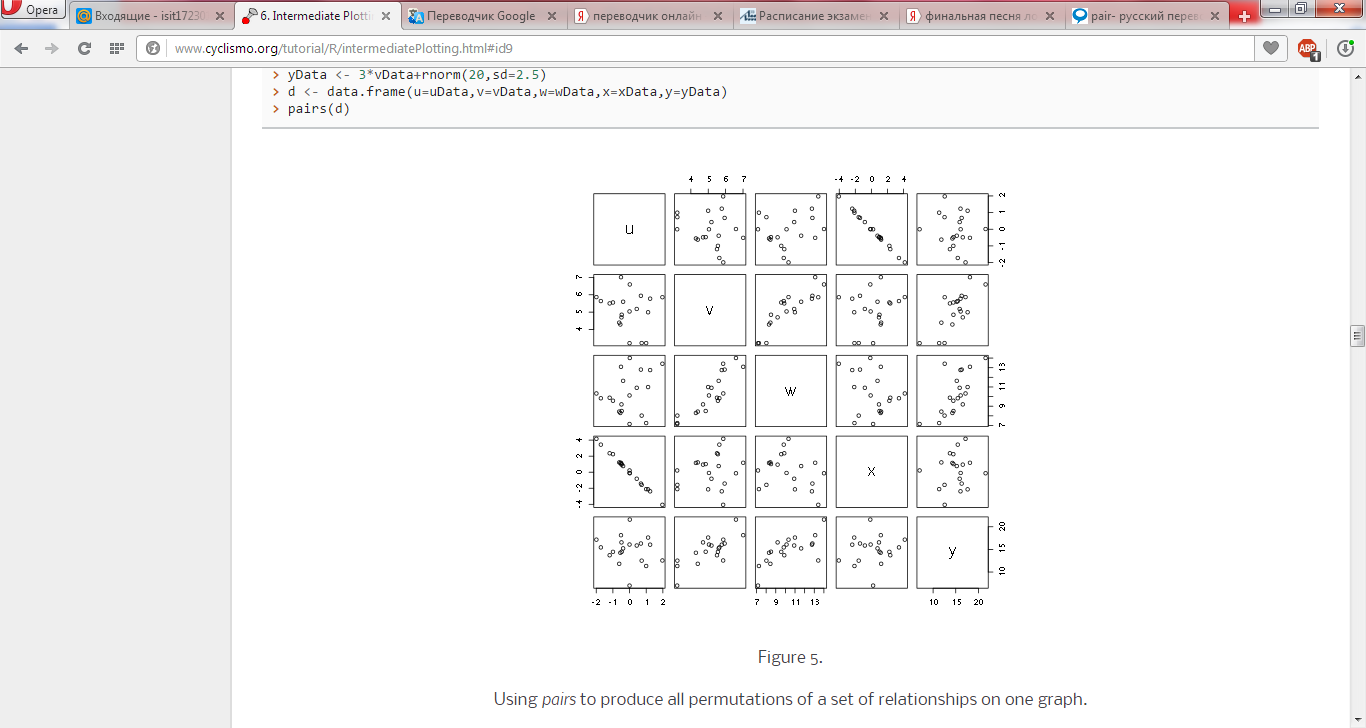 Opera
Входящие - isit17230
6. Intermediate Plotti
Переводчик Google
переводчик онлайн
Расписание экзамен
финальная песня ло
pair- русский перев
www.cyclismo.org/tutorial/R/intermediatePlotting.html#id9
ABP
1
> yData <- 3*vData+rnorm(20,sd=2.5)
> d <- data.frame(u=uData,v=vData,w=wData,x=xData,y=yData)
> pairs(d)
4 5 6 7 -4 -2 0 2 4
u
-2 -1 0 1 2
4 5 6 7
v
w
7 9 11 13
-4 -2 0 2 4
x
y
10 15 20
-2 -1 0 1 2 7 9 11 13 10 15 20
Figure 5.
Using pairs to produce all permutations of a set of relationships on one graph.